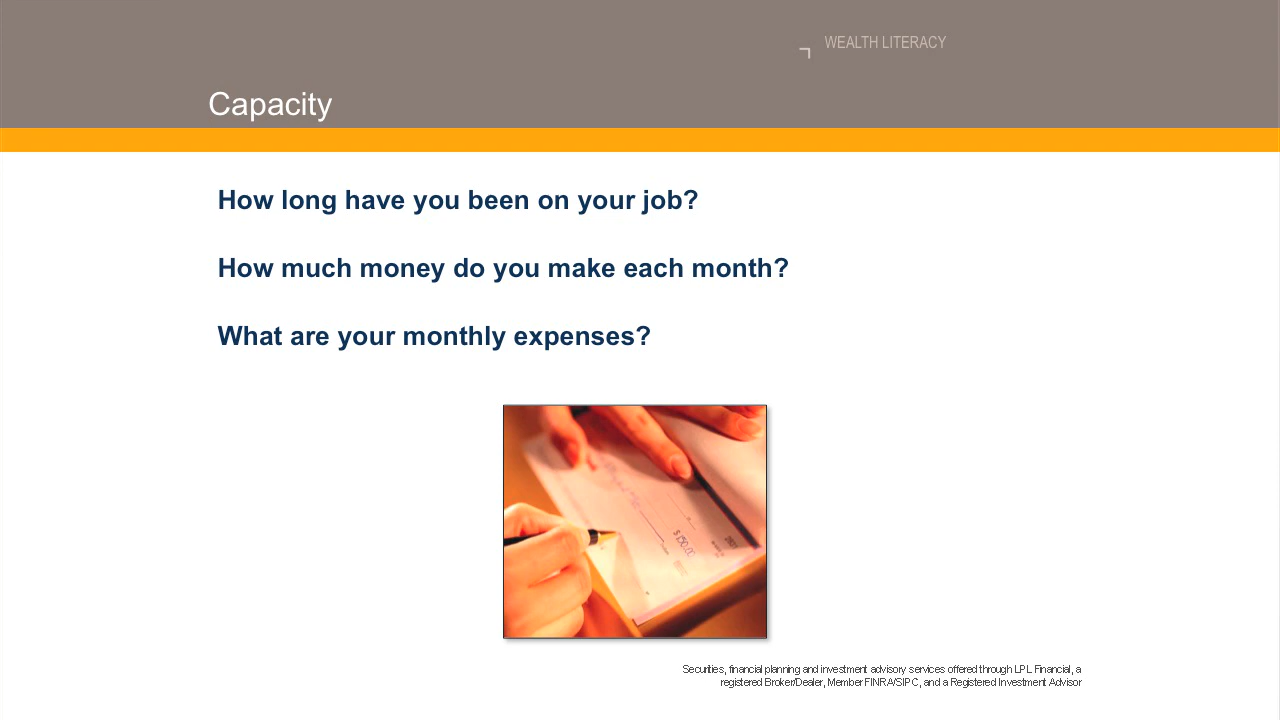 WEALTH LITERACY
Capacity
How long have you been on your job?
How much money do you make each month?
What are your monthly expenses?
$150.00
Securities, financial planning and investment advisory services offered through LPL Financial, a
registered Broker/Dealer, Member FINRA/SIPC, and a Registered Investment Advisor